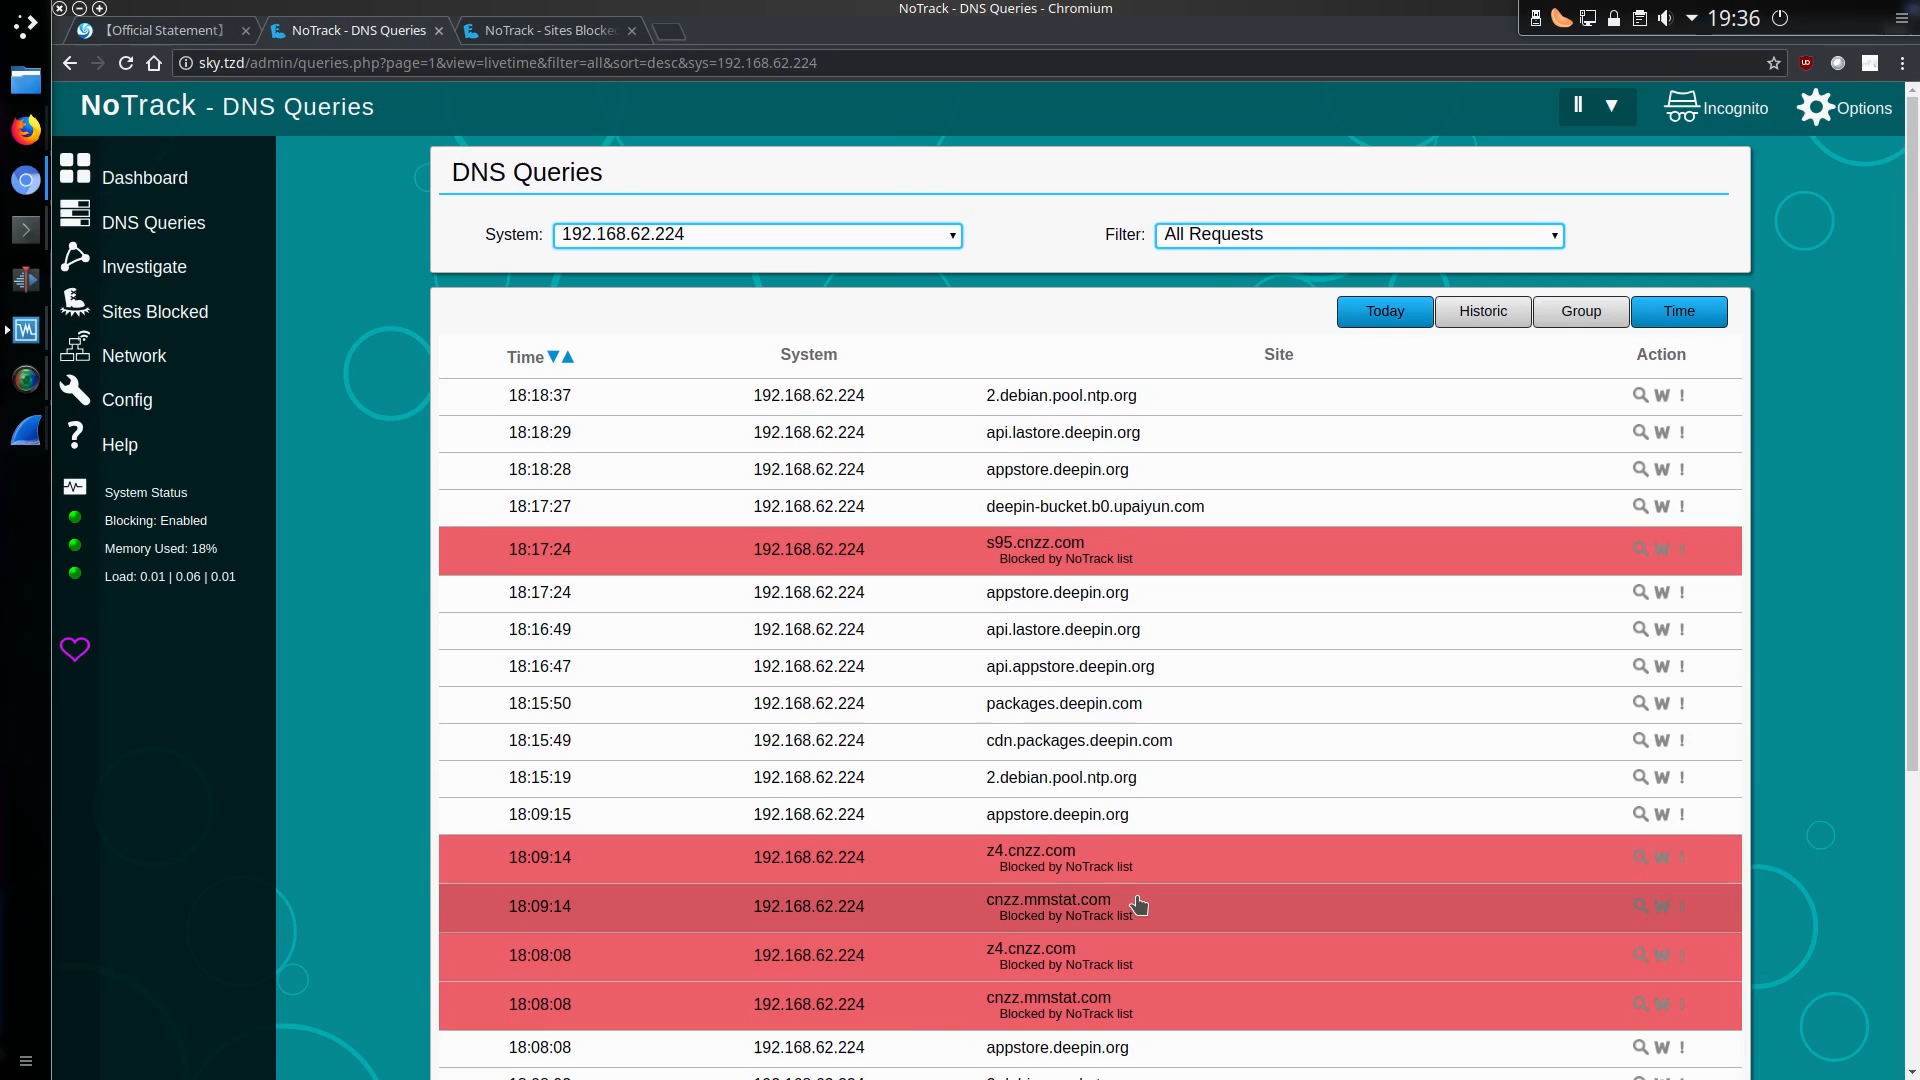 NoTrack - DNS Queries - Chromium
19:36
【Official Statement】
NoTrack - DNS Queries
NoTrack - Sites Blocke
sky.tzd/admin/queries.php?page=1&view=livetime&filter=all&sort=desc&sys=192.168.62.224
NoTrack - DNS Queries
Incognito
Options
Dashboard
DNS Queries
Investigate
Sites Blocked
Network
Config
Help
System Status
Blocking: Enabled
Memory Used: 18%
Load: 0.01 | 0.06 | 0.01
DNS Queries
System: 192.168.62.224
Filter: All Requests
Today Historic Group Time
Time▼▲ System Site Action
18:18:37 192.168.62.224 2.debian.pool.ntp.org W !
18:18:29 192.168.62.224 api.lastore.deepin.org W !
18:18:28 192.168.62.224 appstore.deepin.org W !
18:17:27 192.168.62.224 deepin-bucket.b0.upaiyun.com W !
18:17:24 192.168.62.224 s95.cnzz.com W !
Blocked by NoTrack list
18:17:24 192.168.62.224 appstore.deepin.org W !
18:16:49 192.168.62.224 api.lastore.deepin.org W !
18:16:47 192.168.62.224 api.appstore.deepin.org W !
18:15:50 192.168.62.224 packages.deepin.com W !
18:15:49 192.168.62.224 cdn.packages.deepin.com W !
18:15:19 192.168.62.224 2.debian.pool.ntp.org W !
18:09:15 192.168.62.224 appstore.deepin.org W !
18:09:14 192.168.62.224 z4.cnzz.com W !
Blocked by NoTrack list
18:09:14 192.168.62.224 cnzz.mmstat.com W !
Blocked by NoTrack list
18:08:08 192.168.62.224 z4.cnzz.com W !
Blocked by NoTrack list
18:08:08 192.168.62.224 cnzz.mmstat.com W !
Blocked by NoTrack list
18:08:08 192.168.62.224 appstore.deepin.org W !